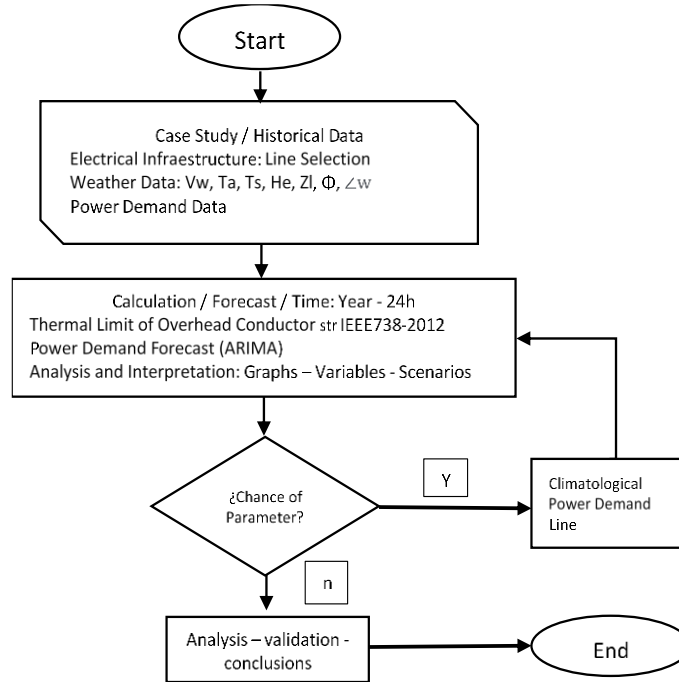 Start
Case Study / Historical Data
Electrical Infraestructure: Line Selection
Weather Data: Vw, Ta, Ts, He, Zl, Φ, ∠w
Power Demand Data
Calculation / Forecast / Time: Year - 24h
Thermal Limit of Overhead Conductor str IEEE738-2012
Power Demand Forecast (ARIMA)
Analysis and Interpretation: Graphs – Variables - Scenarios
¿Chance of
Parameter?
Y
Climatológical
Power Demand
Line
n
Analysis – validation -
conclusions
End